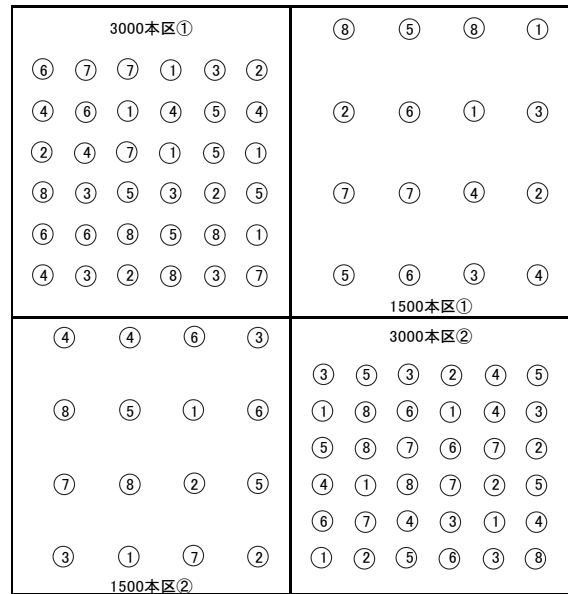 3000本区①
⑥ ⑦ ⑦ ① ③ ②
④ ⑥ ① ④ ⑤ ④
② ④ ⑦ ① ⑤ ①
⑧ ③ ⑤ ③ ② ⑤
⑥ ⑥ ⑧ ⑤ ⑧ ①
④ ③ ② ⑧ ③ ⑦
⑧ ⑤ ⑧ ①
② ⑥ ① ③
⑦ ⑦ ④ ②
⑤ ⑥ ③ ④
1500本区①
④ ④ ⑥ ③
⑧ ⑤ ① ⑥
⑦ ⑧ ② ⑤
③ ① ⑦ ②
1500本区②
3000本区②
③ ⑤ ③ ② ④ ⑤
① ⑧ ⑥ ① ④ ③
⑤ ⑧ ⑦ ⑥ ⑦ ②
④ ① ⑧ ⑦ ② ⑤
⑥ ⑦ ④ ③ ① ④
① ② ⑤ ⑥ ③ ⑧